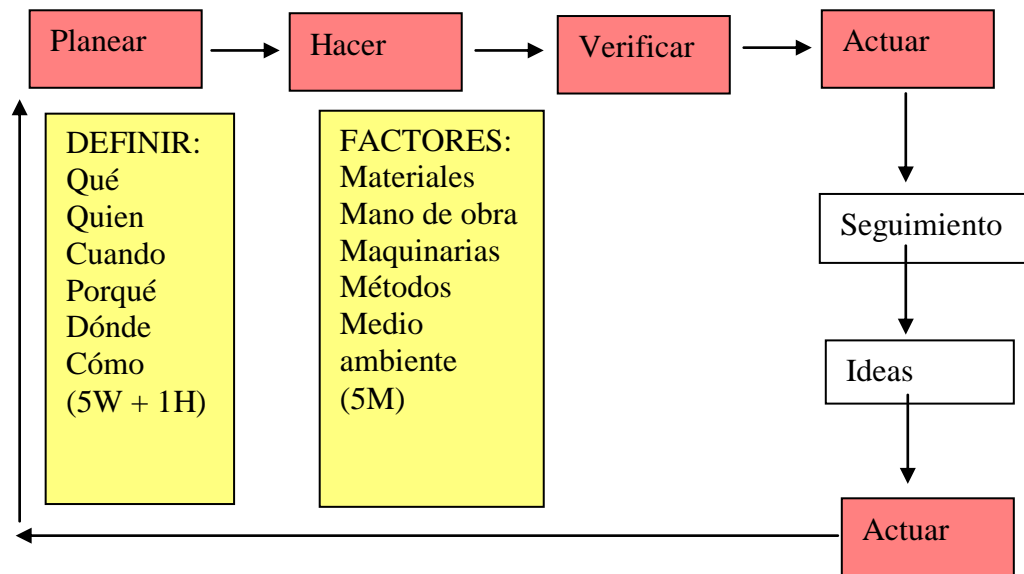 Planear
Hacer
Verificar
Actuar
DEFINIR:
Qué
Quien
Cuando
Porqué
Dónde
Cómo
(5W + 1H)
FACTORES:
Materiales
Mano de obra
Maquinarias
Métodos
Medio
ambiente
(5M)
Seguimiento
Ideas
Actuar